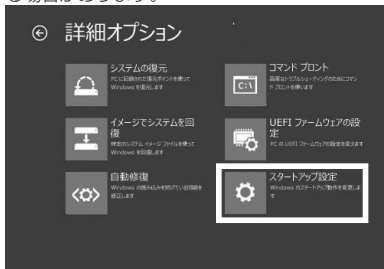 る場合があります。
詳細オプション
システムの復元
PC に記録された復元ポイントを使って
Windows を復元します
コマンド プロント
高度なトラブルシューティングのためにコマン
ド プロントを使います
C:\
イメージでシステムを回
復
特定のシステム イメージ ファイルを使って
Windows を回復します
UEFI ファームウェアの設
定
PC の UEFI ファームウェアの設定を変えます
自動修復
Windows の読み込みを妨げている問題を
修正します
スタートアップ設定
Windows のスタートアップ動作を変更しま
す